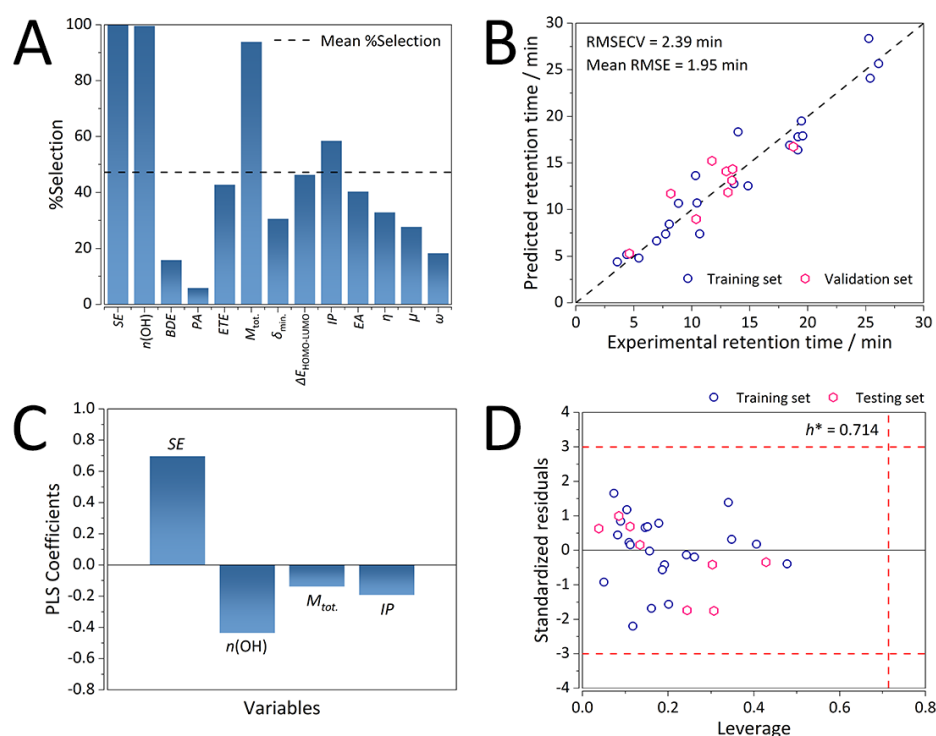 A
%Selection
100
80
60
40
20
0
Mean %Selection
SE
n(OH)
BDE
PA
ETE
Mtot.
δmin.
ΔEHOMO-LUMO
IP
EA
η
μ
ω
B
Predicted retention time / min
30
25
20
15
10
5
0
RMSECV = 2.39 min
Mean RMSE = 1.95 min
Training set
Validation set
0 5 10 15 20 25 30
Experimental retention time / min
C
PLS Coefficients
1.0
0.8
0.6
0.4
0.2
0.0
-0.2
-0.4
-0.6
-0.8
SE
n(OH)
Mtot.
IP
Variables
D
Training set
Testing set
Standardized residuals
4
3
2
1
0
-1
-2
-3
-4
h* = 0.714
0.0 0.2 0.4 0.6 0.8
Leverage